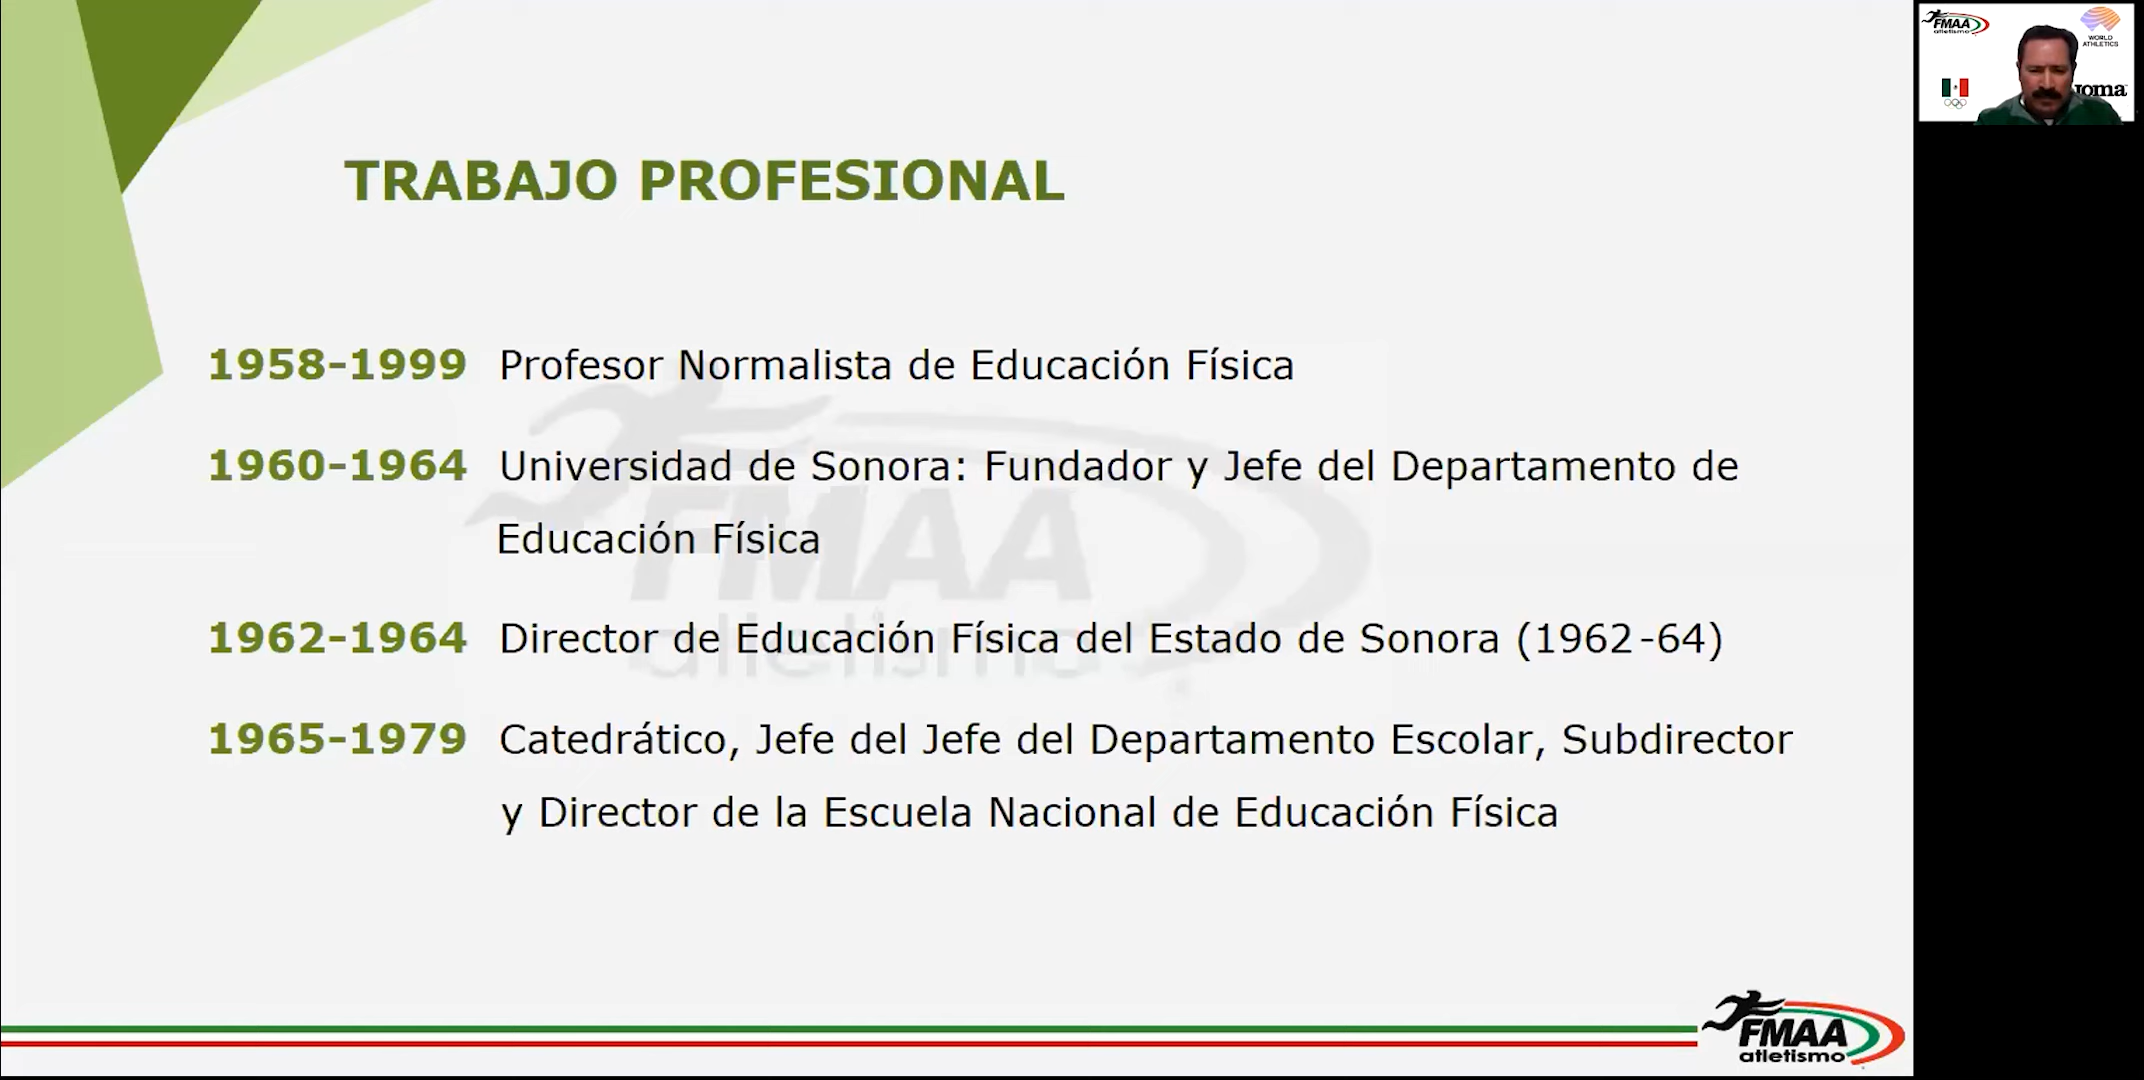 TRABAJO PROFESIONAL
1958-1999 Profesor Normalista de Educación Física
1960-1964 Universidad de Sonora: Fundador y Jefe del Departamento de
Educación Física
1962-1964 Director de Educación Física del Estado de Sonora (1962-64)
1965-1979 Catedrático, Jefe del Jefe del Departamento Escolar, Subdirector
y Director de la Escuela Nacional de Educación Física
FMAA
atletismo
FMAA
atletismo
FMAA
atletismo
WORLD
ATHLETICS
Joma